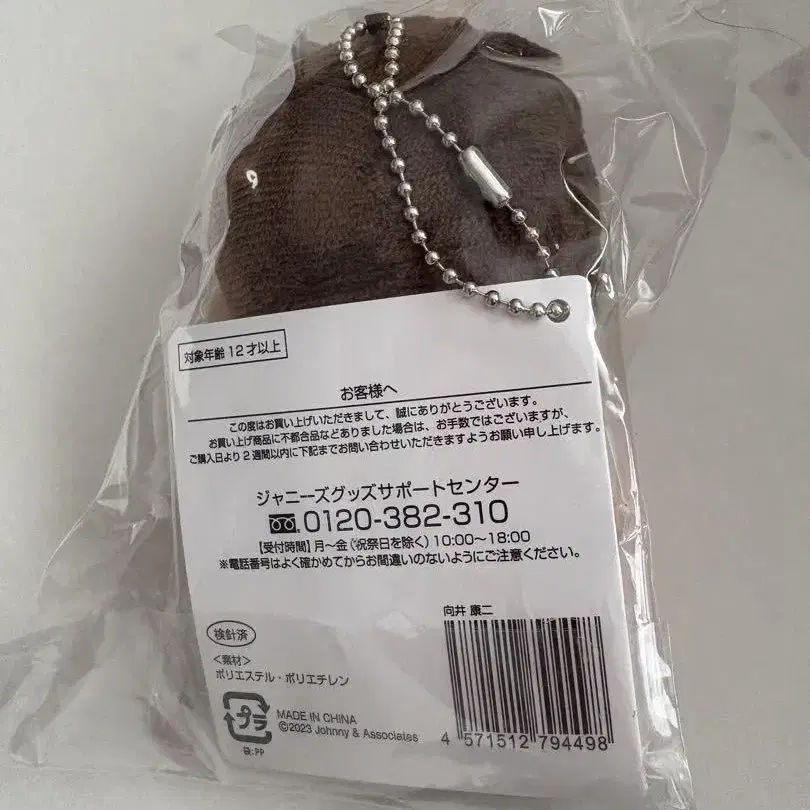 対象年齢12才以上
お客様へ
この度はお買い上げいただきまして、誠にありがとうございます。
お買い上げ商品に不都合品などありました場合は、お手数ではございますが、
ご購入日より2週間以内に下記までお問い合わせいただきますようお願い申し上げます。
ジャニーズグッズサポートセンター
0120-382-310
【受付時間】月〜金(祝祭日を除く)10:00〜18:00
※電話番号はよく確かめてからお間違いのないようにご注意ください。
向井 康二
検針済
<素材>
ポリエステル・ポリエチレン
プラ
MADE IN CHINA
©2023 Johnny & Associates
袋:PP
4 571512 794498